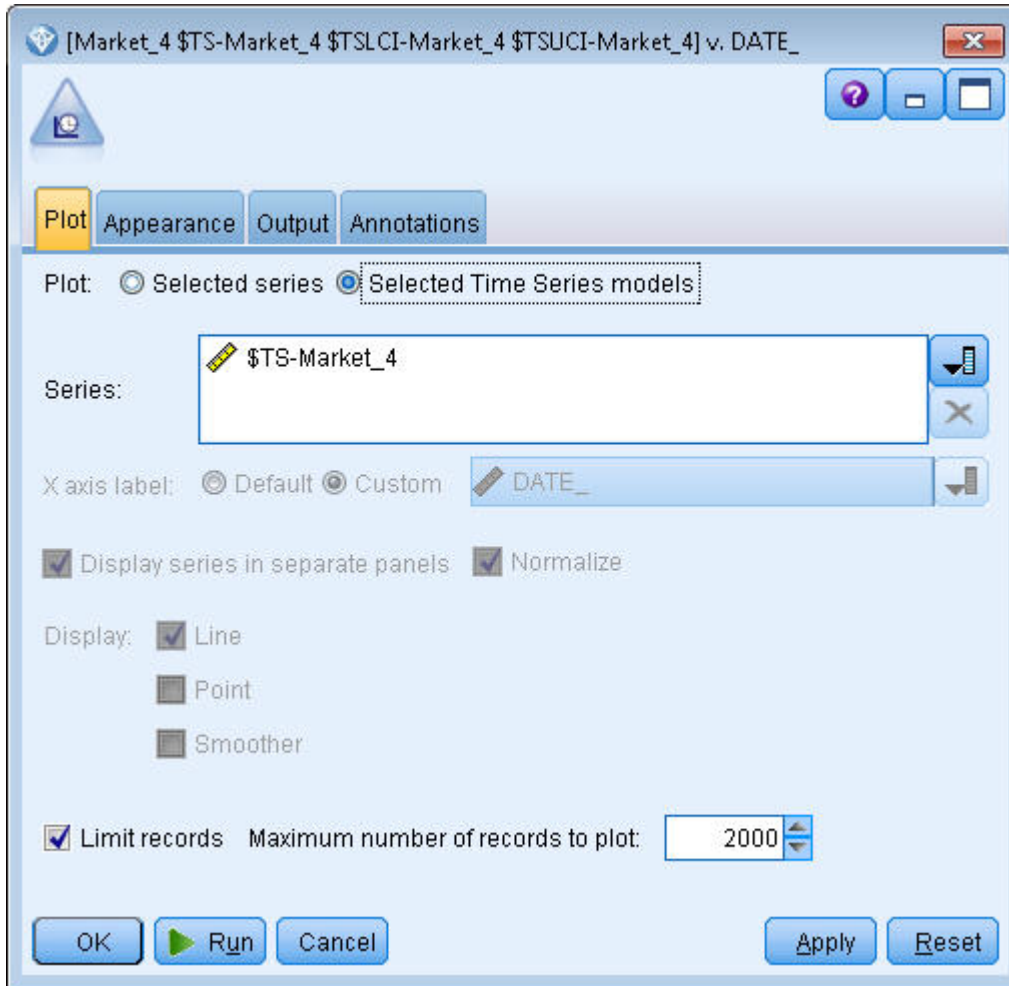 [Market_4 $TS-Market_4 $TSLCI-Market_4 $TSUCI-Market_4] v. DATE_
?
Plot Appearance Output Annotations
Plot: Selected series Selected Time Series models
Series: $TS-Market_4
X axis label: Default Custom DATE_
Display series in separate panels Normalize
Display: Line
Point
Smoother
Limit records Maximum number of records to plot: 2000
OK Run Cancel Apply Reset